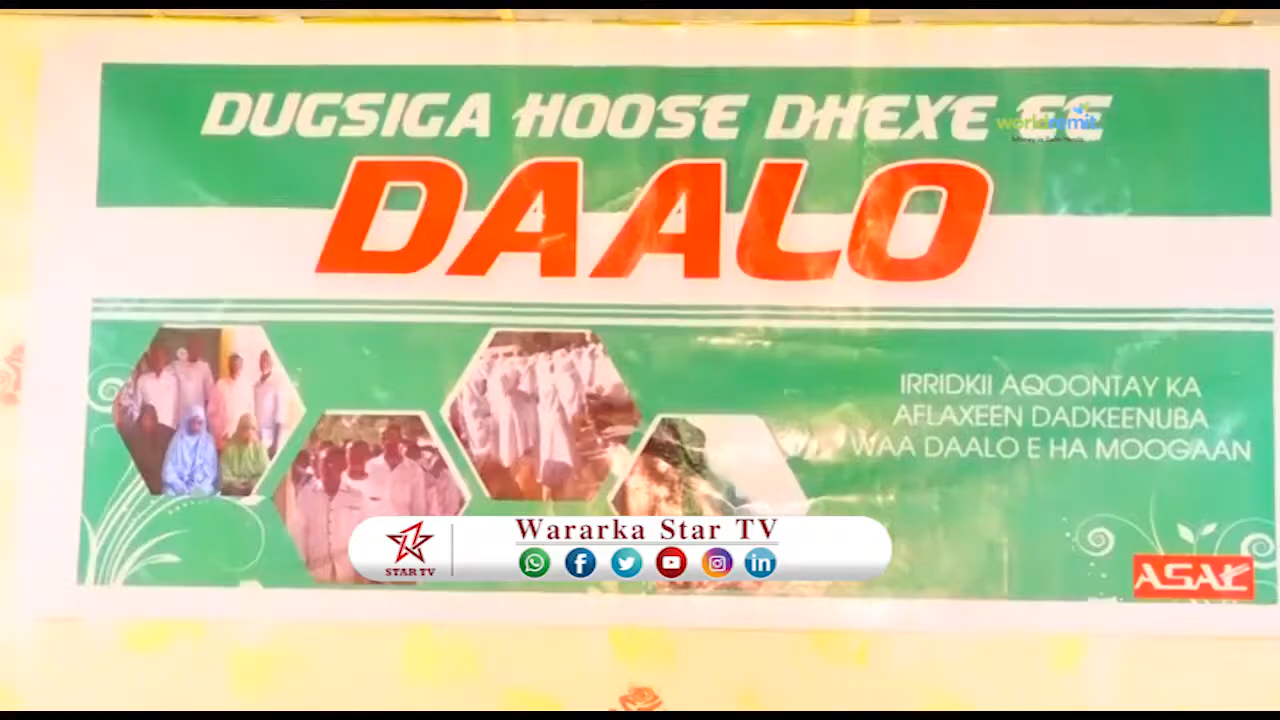 DUGSIGA HOOSE DHEXE EE
worldremit
DAALO
IRRIDKII AQOONTAY KA
AFLAXEEN DADKEENUBA
WAA DAALO E HA MOOGAAN
Wararka Star TV
STAR TV
ASAL